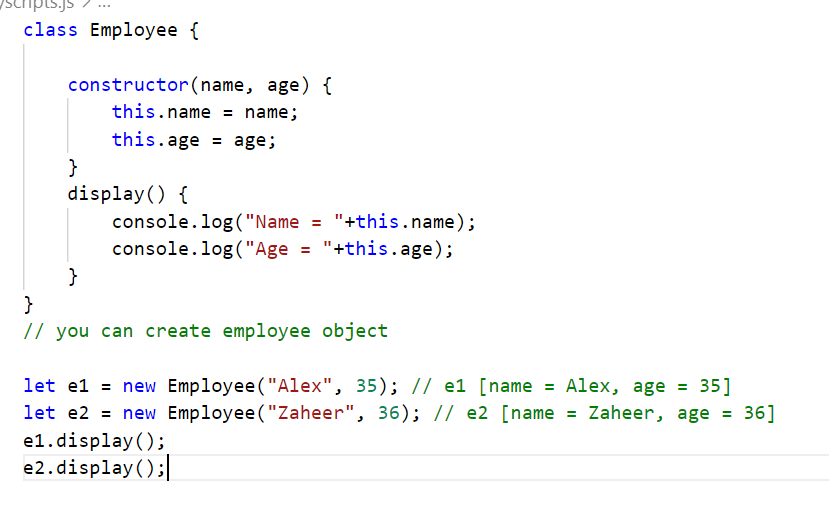 yscripts.js > ...
class Employee {
constructor(name, age) {
this.name = name;
this.age = age;
}
display() {
console.log("Name = "+this.name);
console.log("Age = "+this.age);
}
}
// you can create employee object
let e1 = new Employee("Alex", 35); // e1 [name = Alex, age = 35]
let e2 = new Employee("Zaheer", 36); // e2 [name = Zaheer, age = 36]
e1.display();
e2.display();